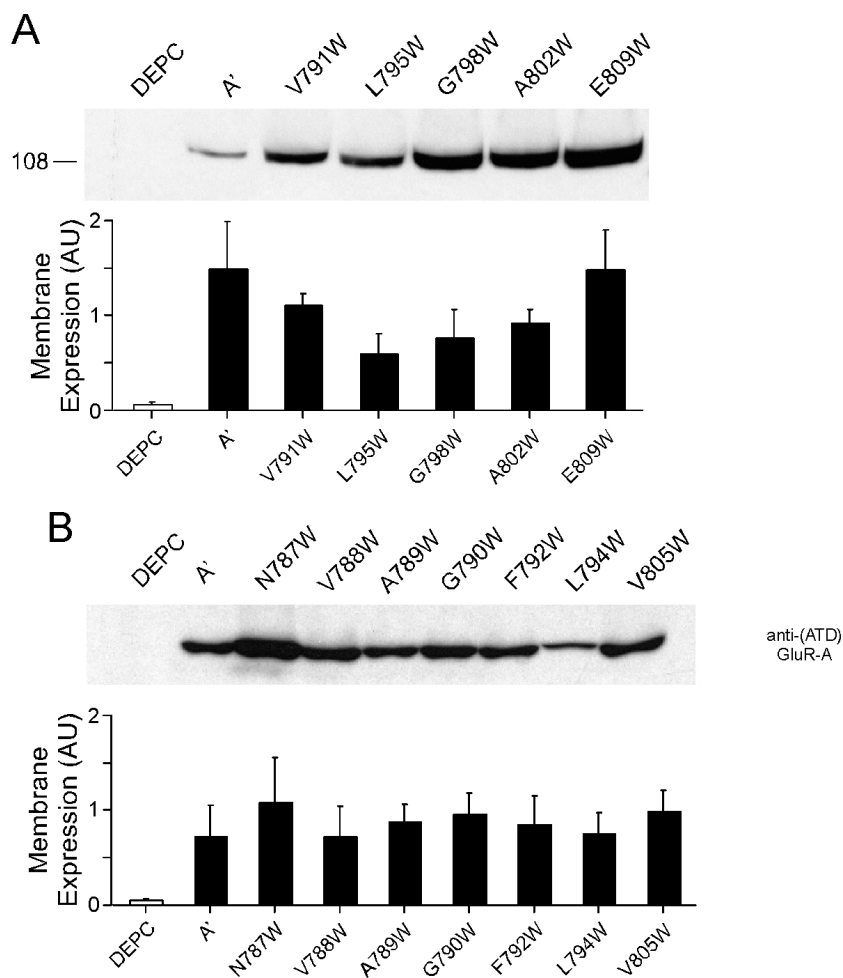 A
DEPC A' V791W L795W G798W A802W E809W
108
2
1
0
Membrane
Expression (AU)
DEPC A' V791W L795W G798W A802W E809W
B
DEPC A' N787W V788W A789W G790W F792W L794W V805W
anti-(ATD)
GluR-A
2
1
0
Membrane
Expression (AU)
DEPC A' N787W V788W A789W G790W F792W L794W V805W